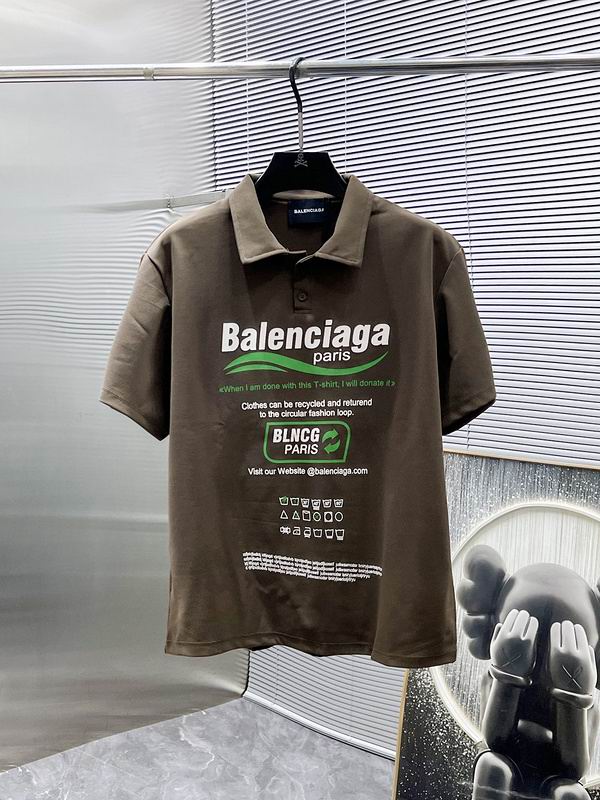 BALENCIAGA
Balenciaga
paris
«When I am done with this T-shirt, I will donate it»
Clothes can be recycled and returend
to the circular fashion loop.
BLNCG
PARIS
Visit our Website @balenciaga.com